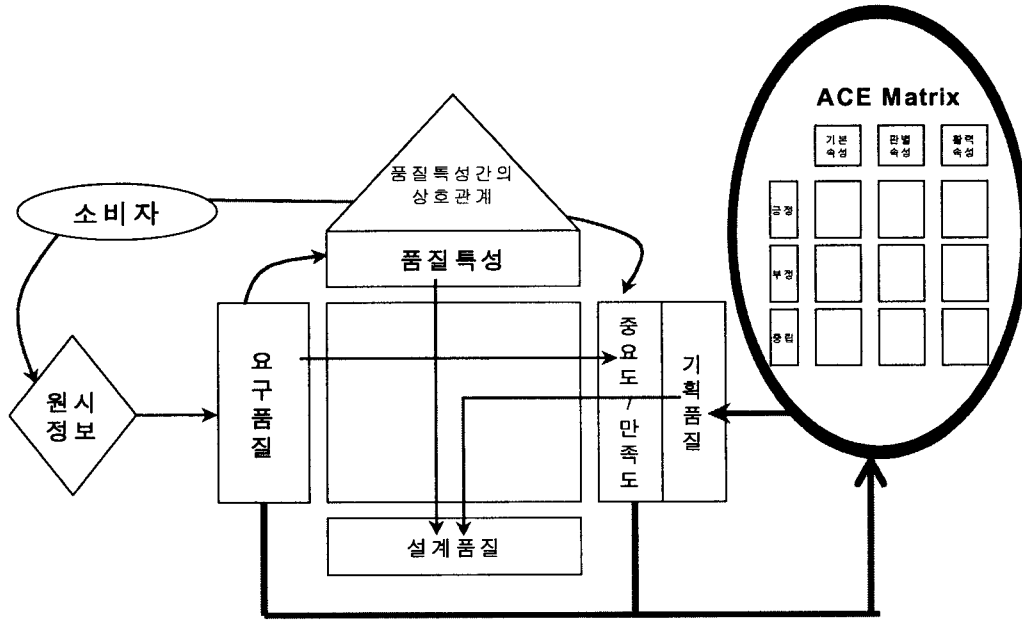 ACE Matrix
기본
속성
판별
속성
활력
속성
긍정
부정
중립
품질특성간의
상호관계
소비자
품질특성
요구품질
중요도/만족도
기획품질
원시
정보
설계품질